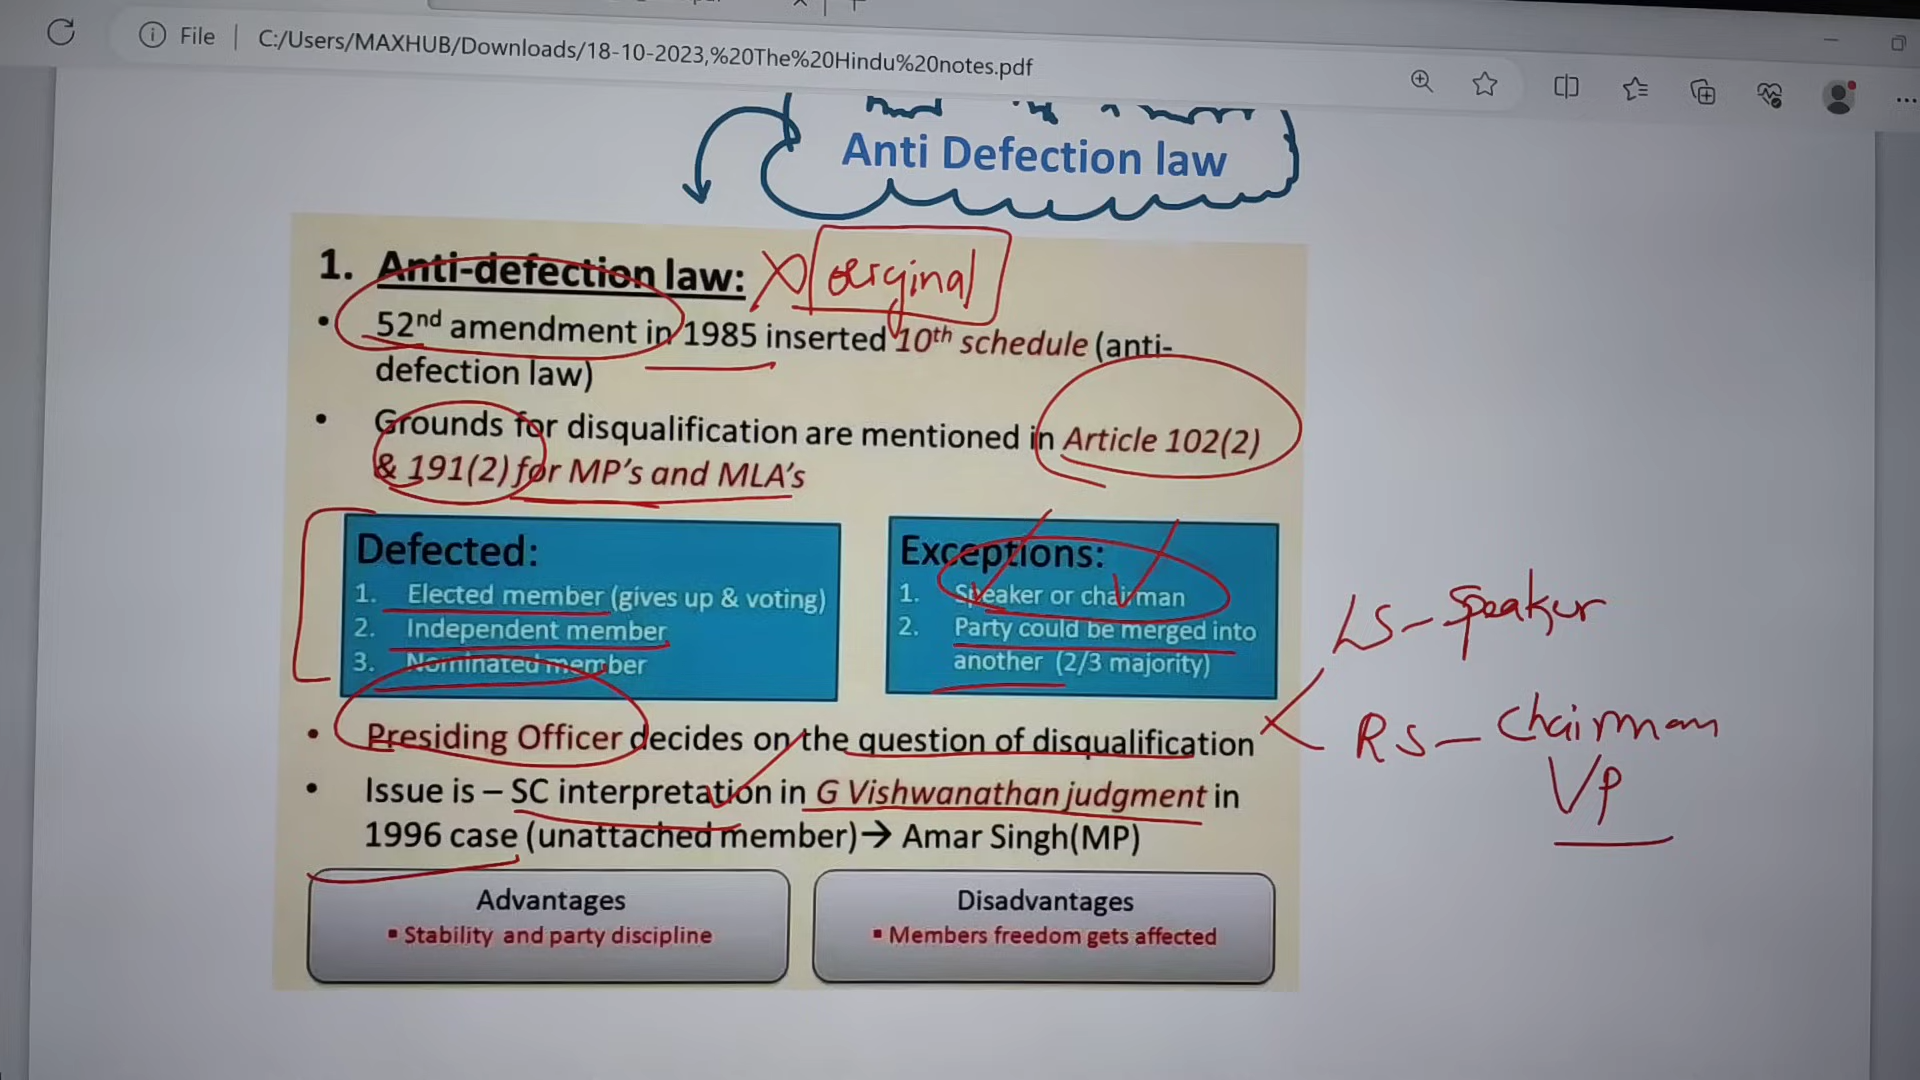 File C:/Users/MAXHUB/Downloads/18-10-2023,%20The%20Hindu%20notes.pdf
Anti Defection law
1. Anti-defection law: X original
• 52nd amendment in 1985 inserted 10th schedule (anti-
defection law)
• Grounds for disqualification are mentioned in Article 102(2)
& 191(2) for MP's and MLA's
Defected:
1. Elected member (gives up & voting)
2. Independent member
3. Nominated member
Exceptions:
1. Speaker or chairman
2. Party could be merged into
another (2/3 majority)
LS - Speaker
RS - Chairman
VP
• Presiding Officer decides on the question of disqualification
• Issue is – SC interpretation in G Vishwanathan judgment in
1996 case (unattached member)→ Amar Singh(MP)
Advantages
▪ Stability and party discipline
Disadvantages
▪ Members freedom gets affected